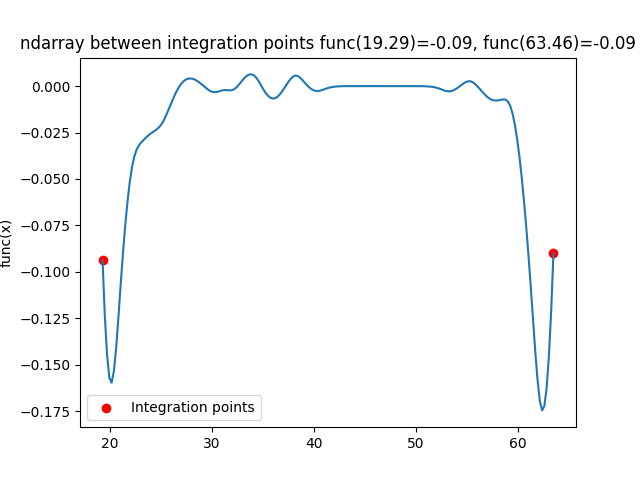 ndarray between integration points func(19.29)=-0.09, func(63.46)=-0.09
0.000
−0.025
−0.050
−0.075
−0.100
−0.125
−0.150
−0.175
func(x)
Integration points
20 30 40 50 60